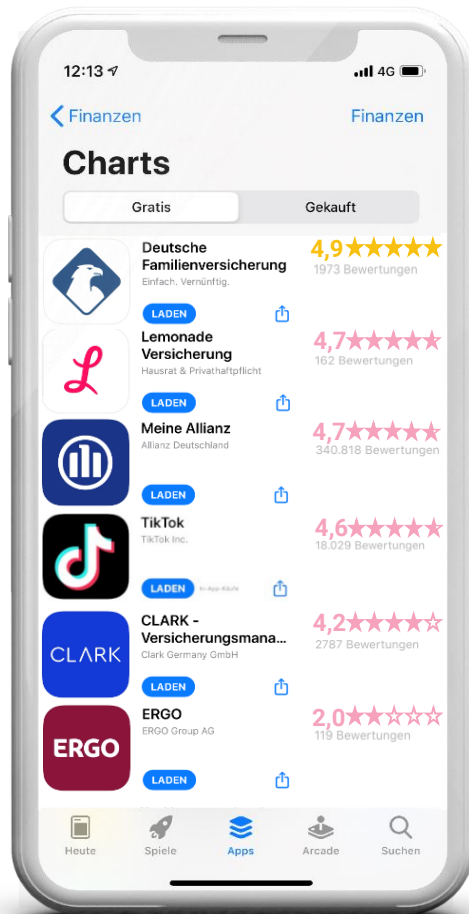 12:13
4G
Finanzen
Finanzen
Charts
Gratis
Gekauft
Deutsche
Familienversicherung
Einfach. Vernünftig.
4,9
1973 Bewertungen
LADEN
Lemonade
Versicherung
Hausrat & Privathaftpflicht
4,7
162 Bewertungen
LADEN
Meine Allianz
Allianz Deutschland
4,7
340.818 Bewertungen
LADEN
TikTok
TikTok Inc.
4,6
18.029 Bewertungen
LADEN
In-App-Käufe
CLARK
CLARK -
Versicherungsmana...
Clark Germany GmbH
4,2
2787 Bewertungen
LADEN
ERGO
ERGO
ERGO Group AG
2,0
119 Bewertungen
LADEN
Heute
Spiele
Apps
Arcade
Suchen